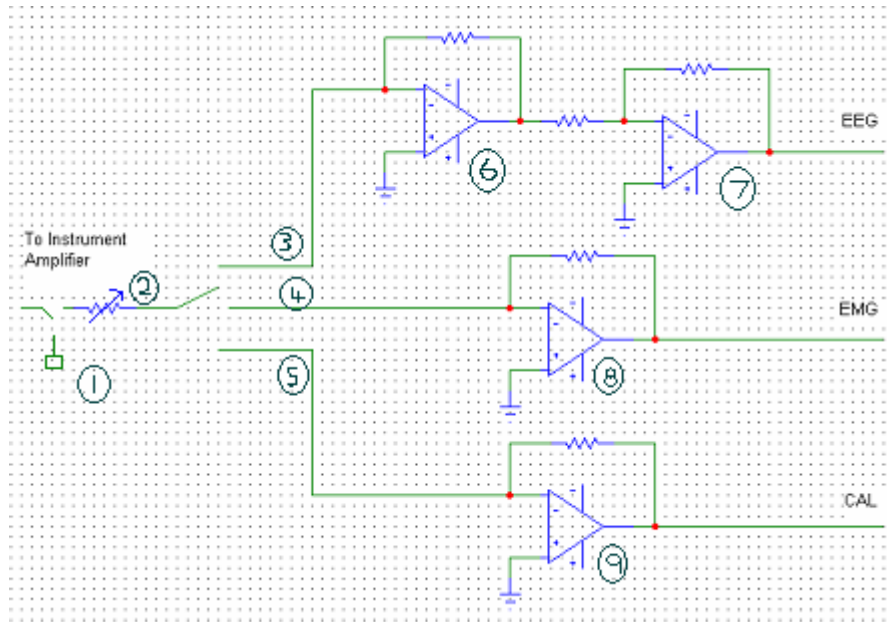 EEG
⑥
⑦
To Instrument
Amplifier
③
②
④
EMG
①
⑤
⑧
CAL
⑨